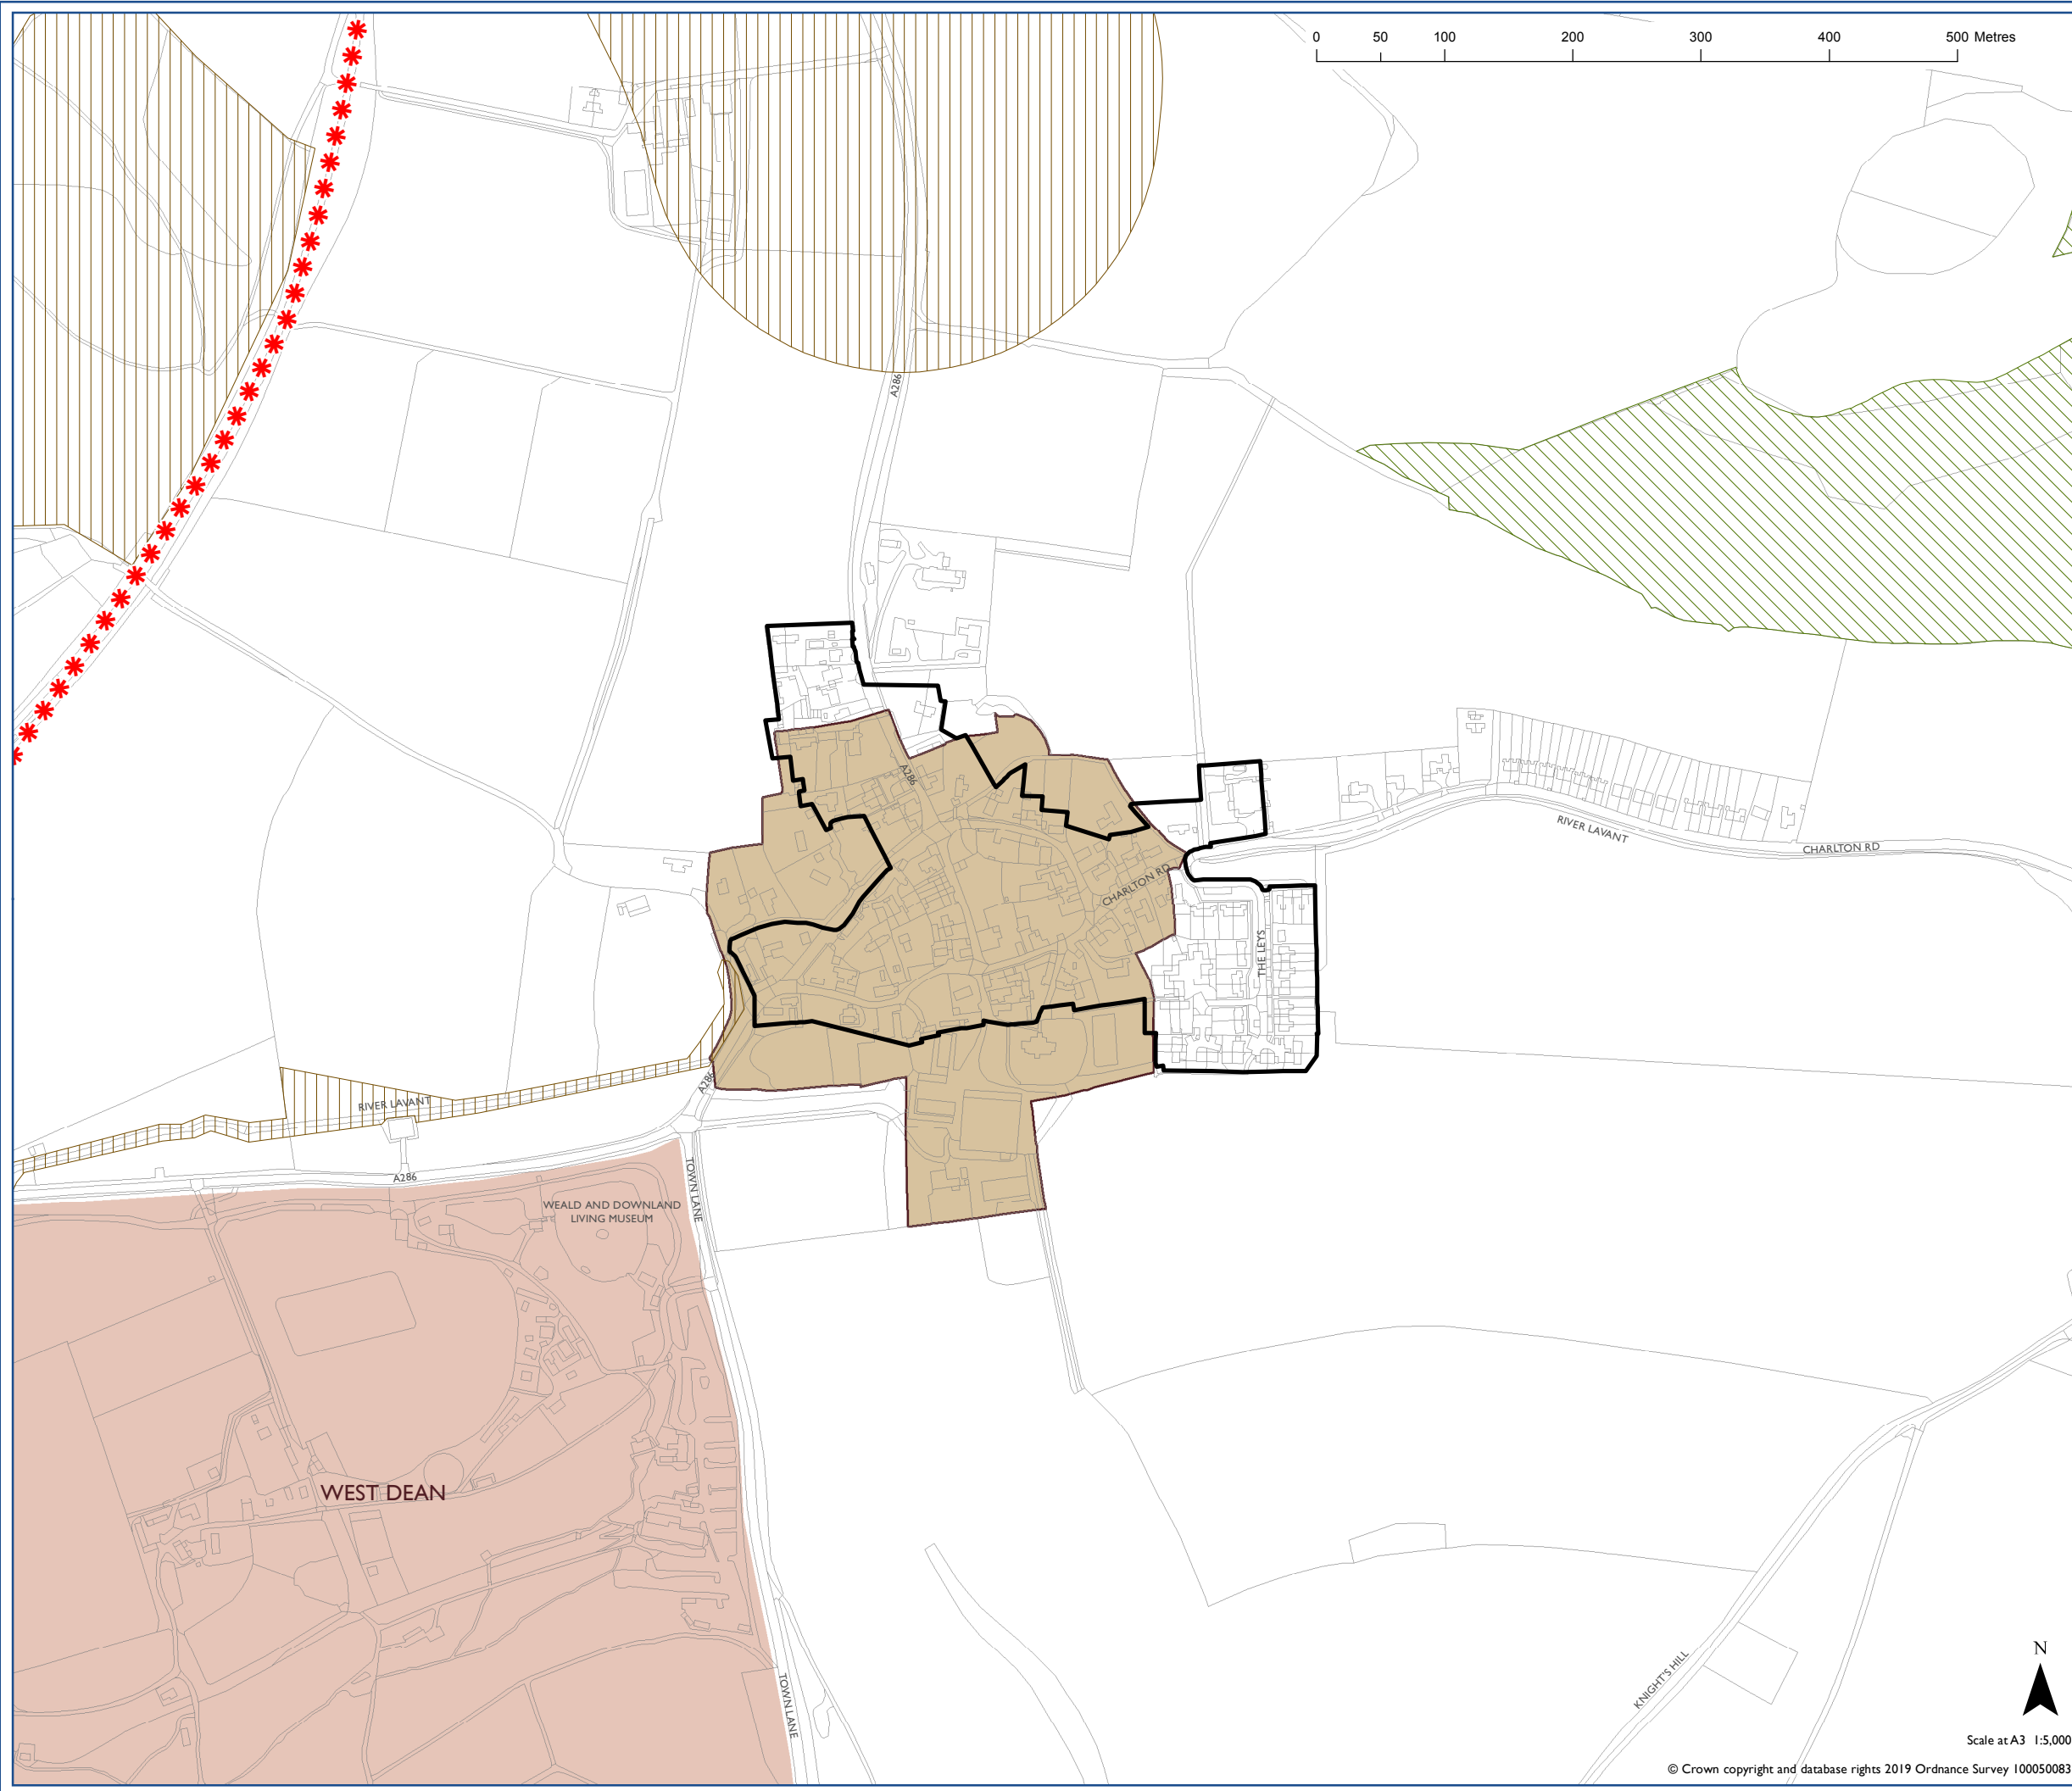 0 50 100 200 300 400 500 Metres
A286
A286
RIVER LAVANT
CHARLTON RD
CHARLTON RD
THE LEYS
A286
RIVER LAVANT
A286
TOWN LANE
WEALD AND DOWNLAND
LIVING MUSEUM
WEST DEAN
TOWN LANE
KNIGHT'S HILL
N
Scale at A3 1:5,000
© Crown copyright and database rights 2019 Ordnance Survey 100050083